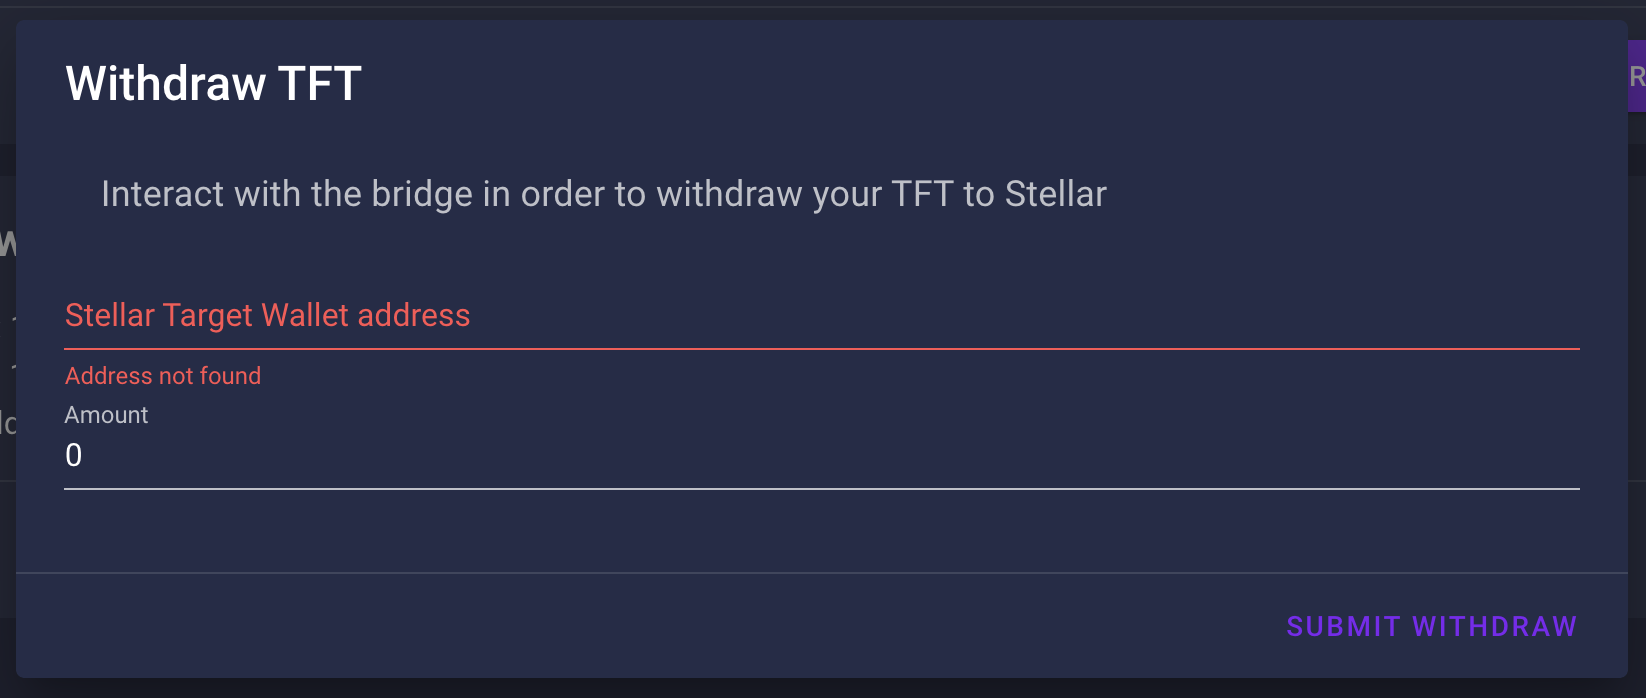 Withdraw TFT
Interact with the bridge in order to withdraw your TFT to Stellar
Stellar Target Wallet address
Address not found
Amount
0
SUBMIT WITHDRAW